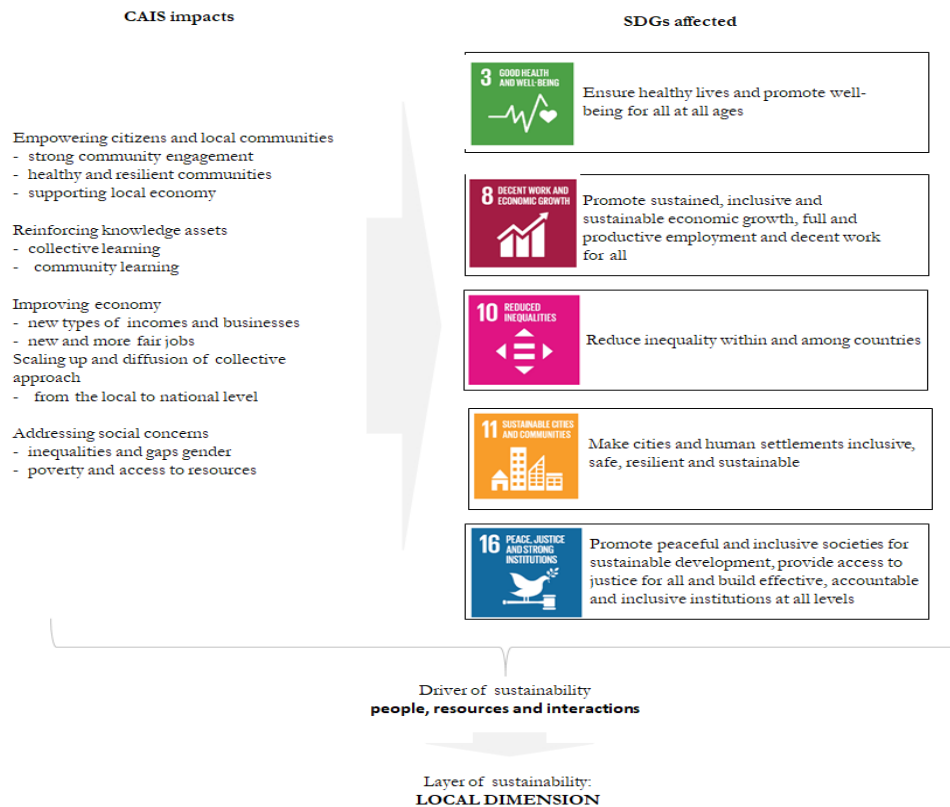 CAIS impacts
SDGs affected
Empowering citizens and local communities
- strong community engagement
- healthy and resilient communities
- supporting local economy
Reinforcing knowledge assets
- collective learning
- community learning
Improving economy
- new types of incomes and businesses
- new and more fair jobs
Scaling up and diffusion of collective
approach
- from the local to national level
Addressing social concerns
- inequalities and gaps gender
- poverty and access to resources
3 GOOD HEALTH
AND WELL-BEING
Ensure healthy lives and promote well-
being for all at all ages
8 DECENT WORK AND
ECONOMIC GROWTH
Promote sustained, inclusive and
sustainable economic growth, full and
productive employment and decent work
for all
10 REDUCED
INEQUALITIES
Reduce inequality within and among countries
11 SUSTAINABLE CITIES
AND COMMUNITIES
Make cities and human settlements inclusive,
safe, resilient and sustainable
16 PEACE, JUSTICE
AND STRONG
INSTITUTIONS
Promote peaceful and inclusive societies for
sustainable development, provide access to
justice for all and build effective, accountable
and inclusive institutions at all levels
Driver of sustainability
people, resources and interactions
Layer of sustainability:
LOCAL DIMENSION